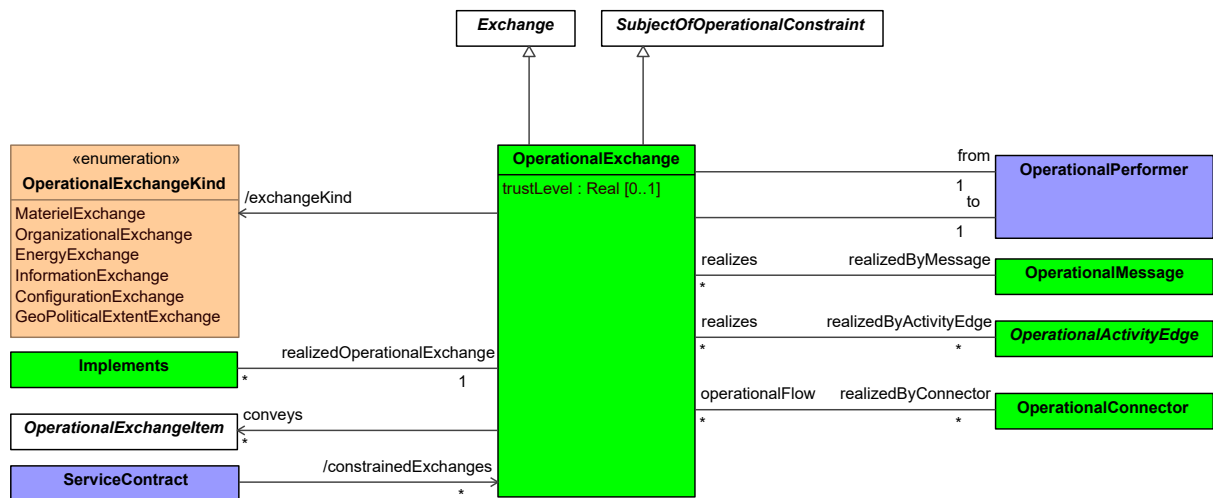 Exchange
SubjectOfOperationalConstraint
«enumeration»
OperationalExchangeKind
MaterielExchange
OrganizationalExchange
EnergyExchange
InformationExchange
ConfigurationExchange
GeoPoliticalExtentExchange
/exchangeKind
OperationalExchange
trustLevel : Real [0..1]
from
1
to
1
OperationalPerformer
realizes
*
realizedByMessage
OperationalMessage
realizes
*
realizedByActivityEdge
*
OperationalActivityEdge
operationalFlow
*
realizedByConnector
*
OperationalConnector
Implements
*
realizedOperationalExchange
1
OperationalExchangeItem
conveys
*
ServiceContract
/constrainedExchanges
*